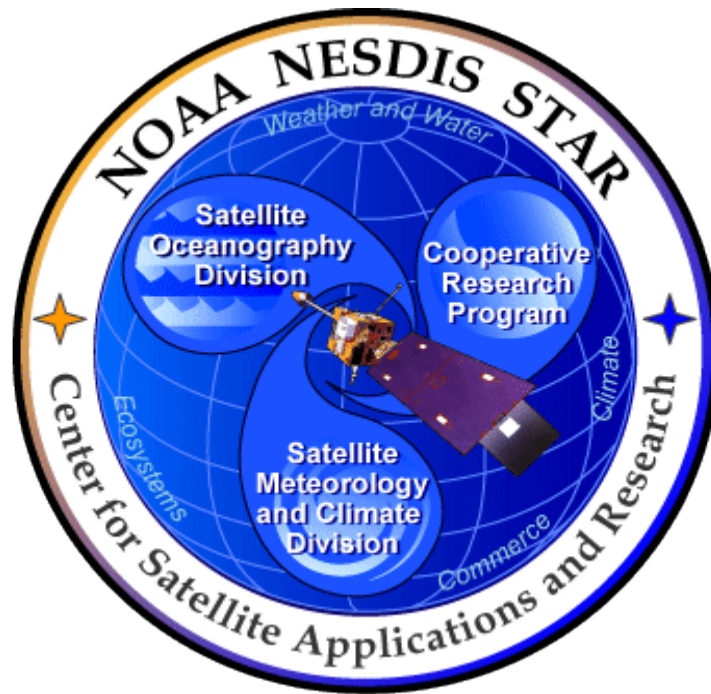 NOAA NESDIS STAR
Weather and Water
Satellite
Oceanography
Division
Cooperative
Research
Program
Climate
Ecosystems
Satellite
Meteorology
and Climate
Division
Commerce
Center for Satellite Applications and Research